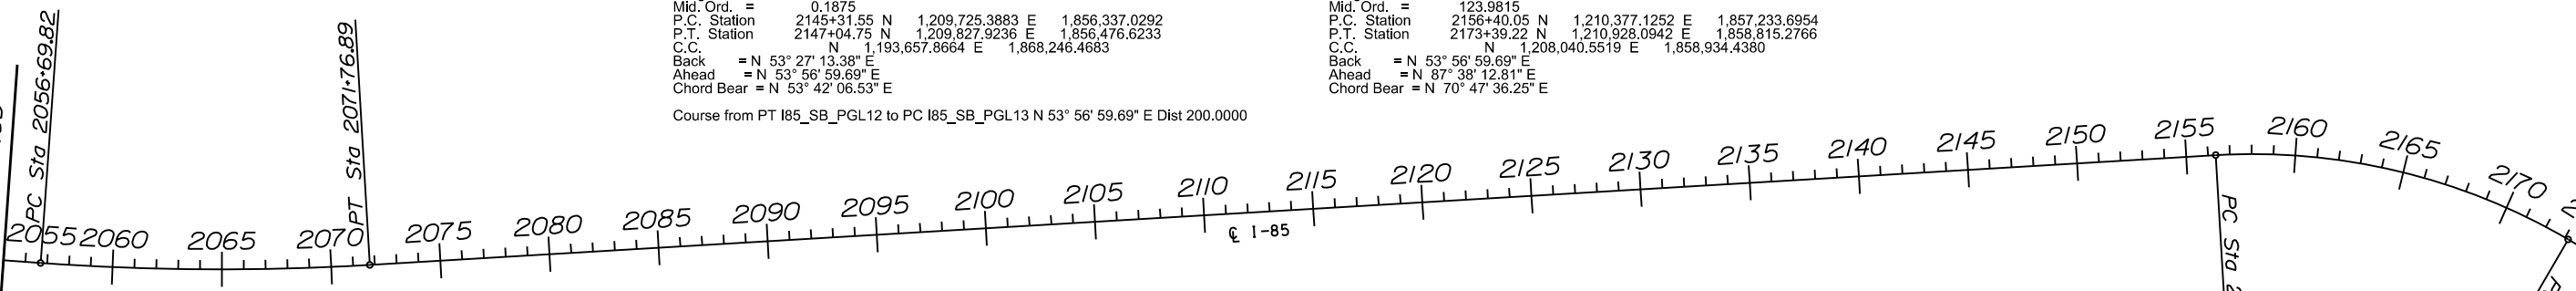 Mid. Ord. = 0.1875
P.C. Station 2145+31.55 N 1,209,725.3883 E 1,856,337.0292
P.T. Station 2147+04.75 N 1,209,827.9236 E 1,856,476.6233
C.C. N 1,193,657.8664 E 1,868,246.4683
Back = N 53° 27' 13.38" E
Ahead = N 53° 56' 59.69" E
Chord Bear = N 53° 42' 06.53" E
Course from PT I85_SB_PGL12 to PC I85_SB_PGL13 N 53° 56' 59.69" E Dist 200.0000
Mid. Ord. = 123.9815
P.C. Station 2156+40.05 N 1,210,377.1252 E 1,857,233.6954
P.T. Station 2173+39.22 N 1,210,928.0942 E 1,858,815.2766
C.C. N 1,208,040.5519 E 1,858,934.4380
Back = N 53° 56' 59.69" E
Ahead = N 87° 38' 12.81" E
Chord Bear = N 70° 47' 36.25" E
PC Sta 2056+69.82
PT Sta 2071+76.89
2055 2060 2065 2070 2075 2080 2085 2090 2095 2100 2105 2110 2115 2120 2125 2130 2135 2140 2145 2150 2155 2160 2165 2170
℄ I-85
PC Sta 2